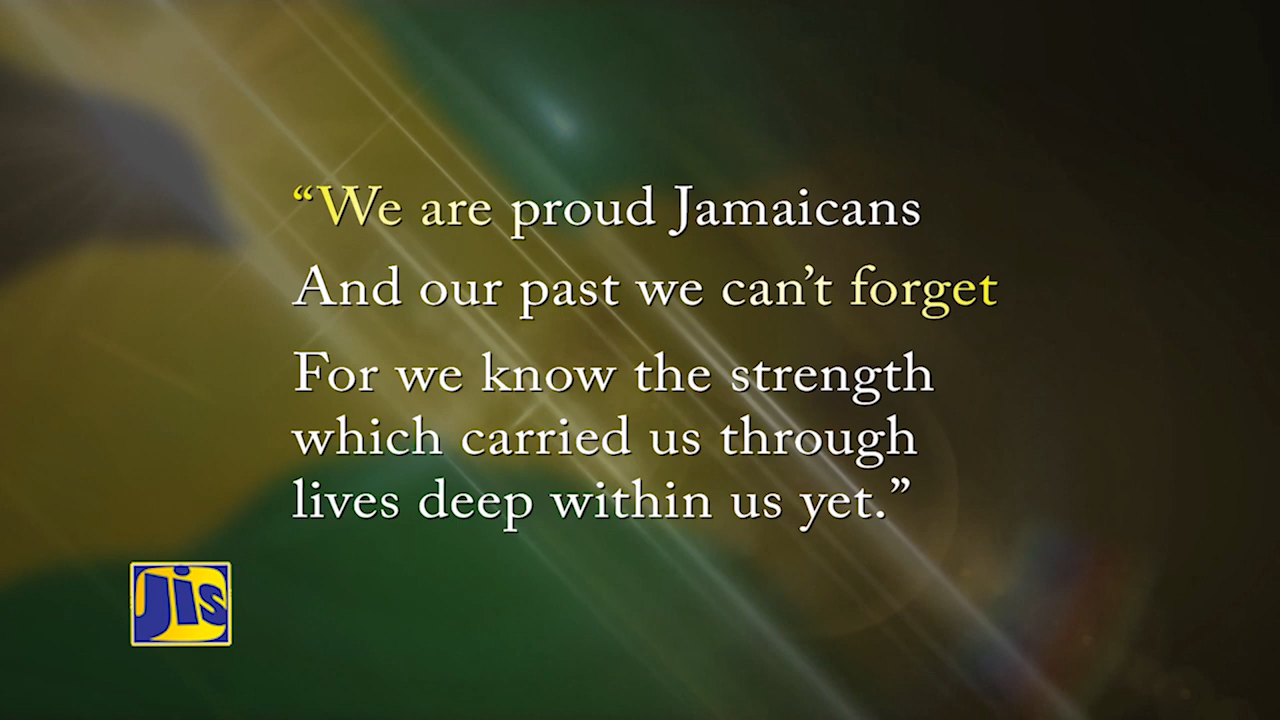 “We are proud Jamaicans
And our past we can’t forget
For we know the strength
which carried us through
lives deep within us yet.”
Jis